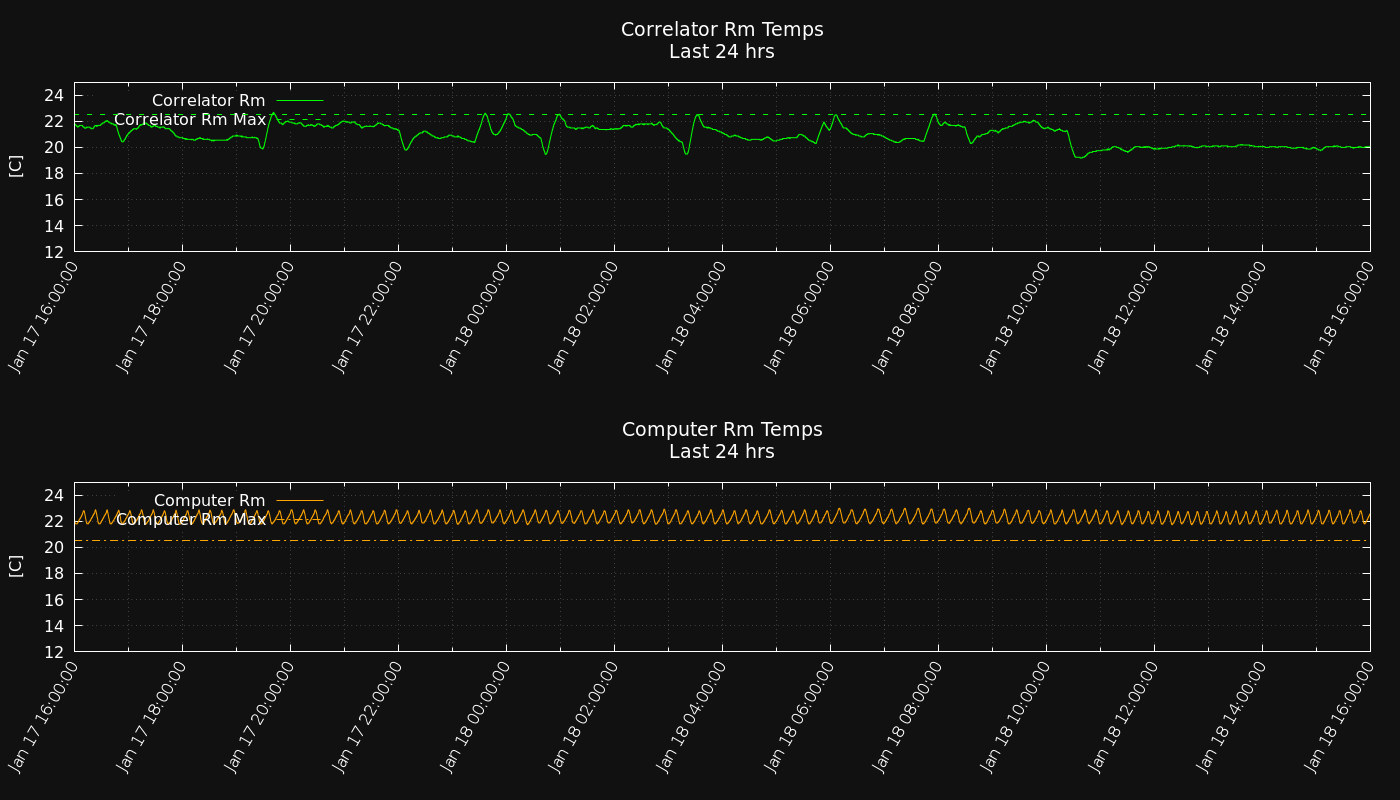 Correlator Rm Temps
Last 24 hrs
24
22
20
18
16
14
12
[C]
Correlator Rm
Correlator Rm Max
Jan 17 16:00:00
Jan 17 18:00:00
Jan 17 20:00:00
Jan 17 22:00:00
Jan 18 00:00:00
Jan 18 02:00:00
Jan 18 04:00:00
Jan 18 06:00:00
Jan 18 08:00:00
Jan 18 10:00:00
Jan 18 12:00:00
Jan 18 14:00:00
Jan 18 16:00:00
Computer Rm Temps
Last 24 hrs
24
22
20
18
16
14
12
[C]
Computer Rm
Computer Rm Max
Jan 17 16:00:00
Jan 17 18:00:00
Jan 17 20:00:00
Jan 17 22:00:00
Jan 18 00:00:00
Jan 18 02:00:00
Jan 18 04:00:00
Jan 18 06:00:00
Jan 18 08:00:00
Jan 18 10:00:00
Jan 18 12:00:00
Jan 18 14:00:00
Jan 18 16:00:00